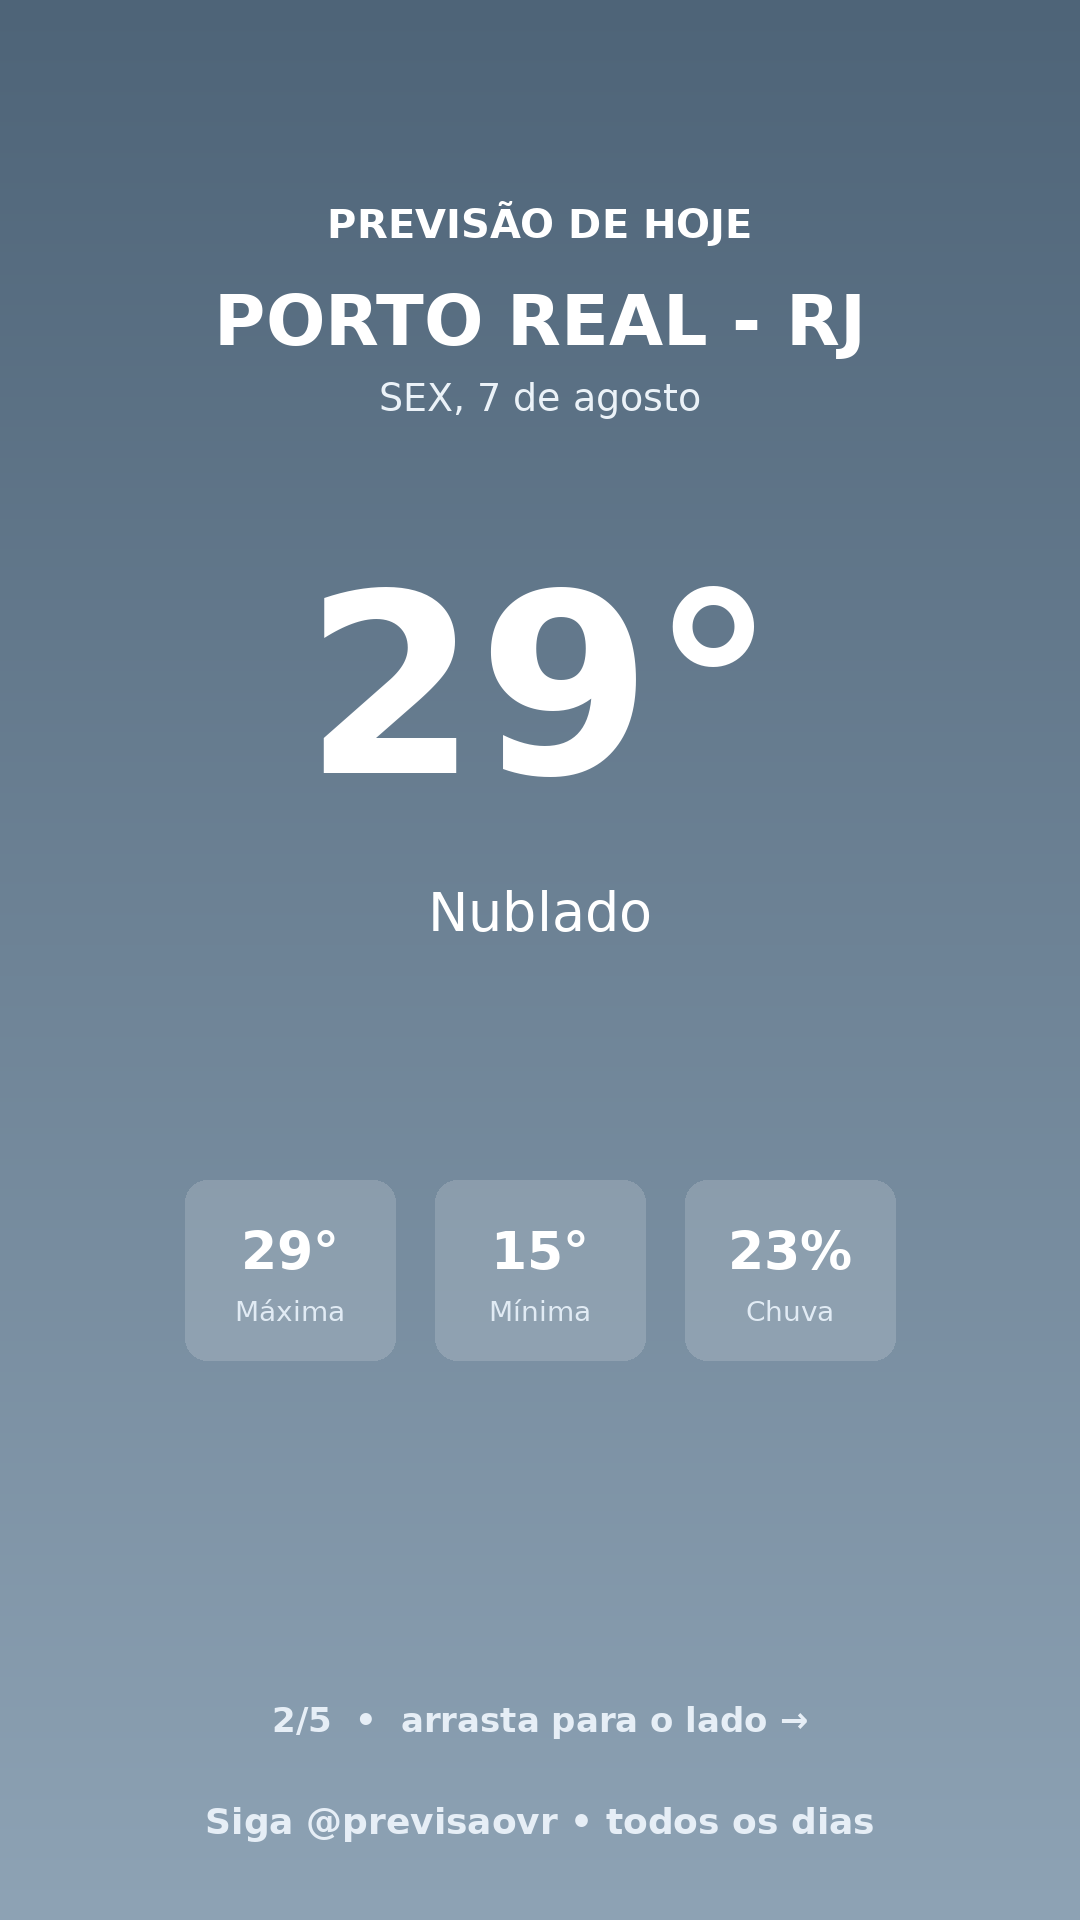 PREVISÃO DE HOJE
PORTO REAL - RJ
SEX, 7 de agosto
29°
Nublado
29° 15° 23%
Máxima Mínima Chuva
2/5 • arrasta para o lado →
Siga @previsaovr • todos os dias